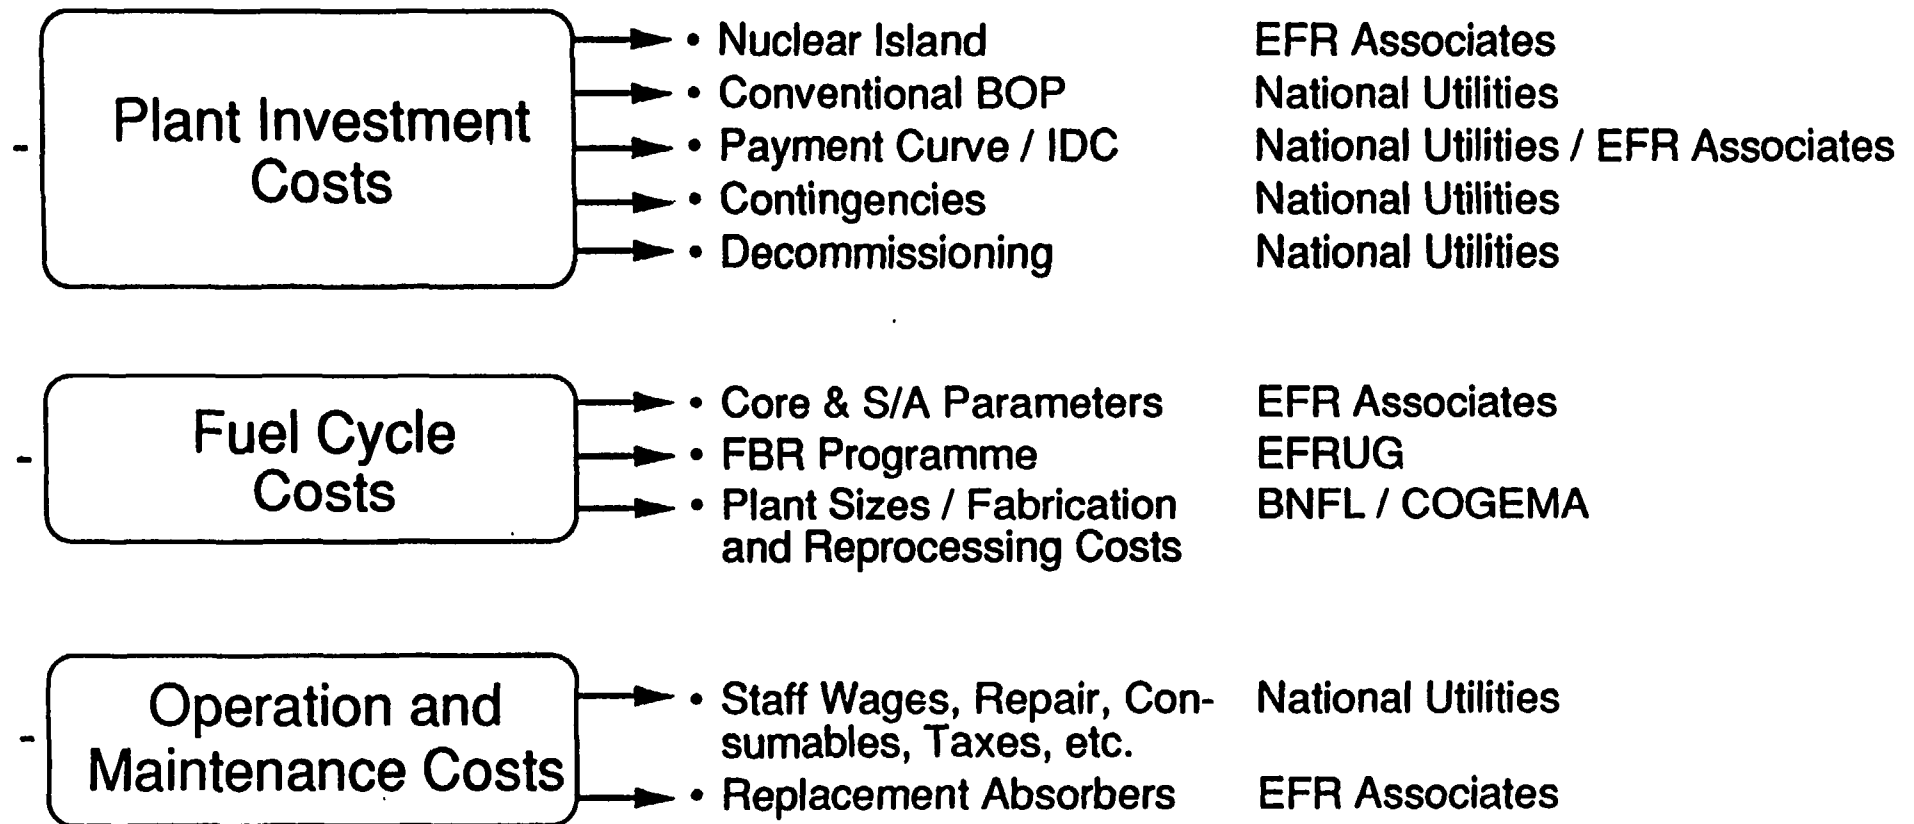 Plant Investment
Costs
• Nuclear Island EFR Associates
• Conventional BOP National Utilities
• Payment Curve / IDC National Utilities / EFR Associates
• Contingencies National Utilities
• Decommissioning National Utilities
Fuel Cycle
Costs
• Core & S/A Parameters EFR Associates
• FBR Programme EFRUG
• Plant Sizes / Fabrication BNFL / COGEMA
and Reprocessing Costs
Operation and
Maintenance Costs
• Staff Wages, Repair, Con- National Utilities
sumables, Taxes, etc.
• Replacement Absorbers EFR Associates